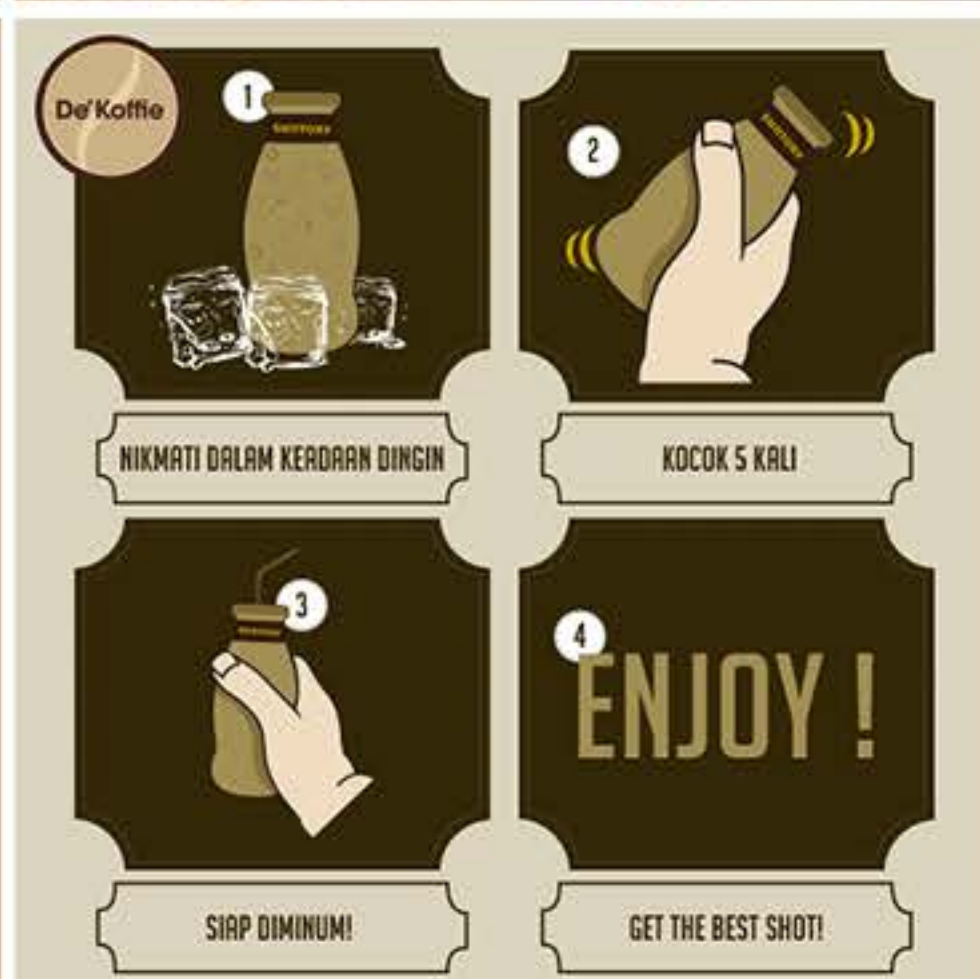 De'Koffie
1
2
NIKMATI DALAM KEADAAN DINGIN
KOCOK 5 KALI
3
4
ENJOY !
SIAP DIMINUM!
GET THE BEST SHOT!